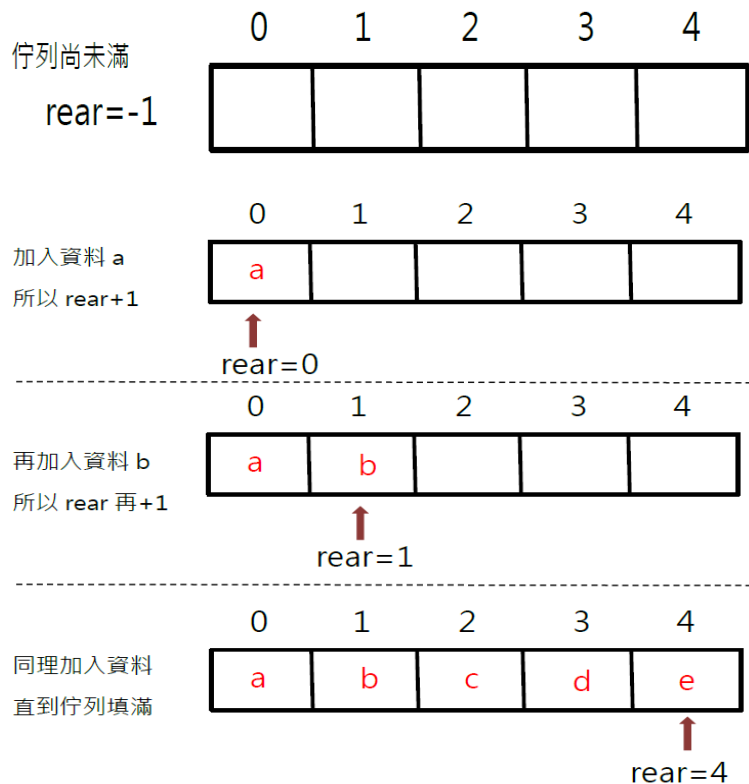 0 1 2 3 4
佇列尚未滿
rear=-1
0 1 2 3 4
加入資料 a
所以 rear+1
a
rear=0
0 1 2 3 4
再加入資料 b
所以 rear 再+1
a b
rear=1
0 1 2 3 4
同理加入資料
直到佇列填滿
a b c d e
rear=4